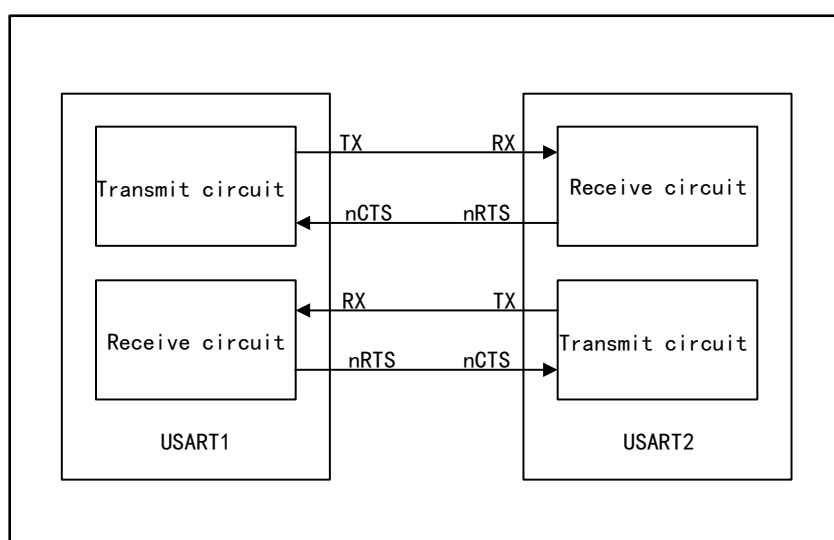 TX RX
Transmit circuit Receive circuit
nCTS nRTS
RX TX
Receive circuit Transmit circuit
nRTS nCTS
USART1 USART2